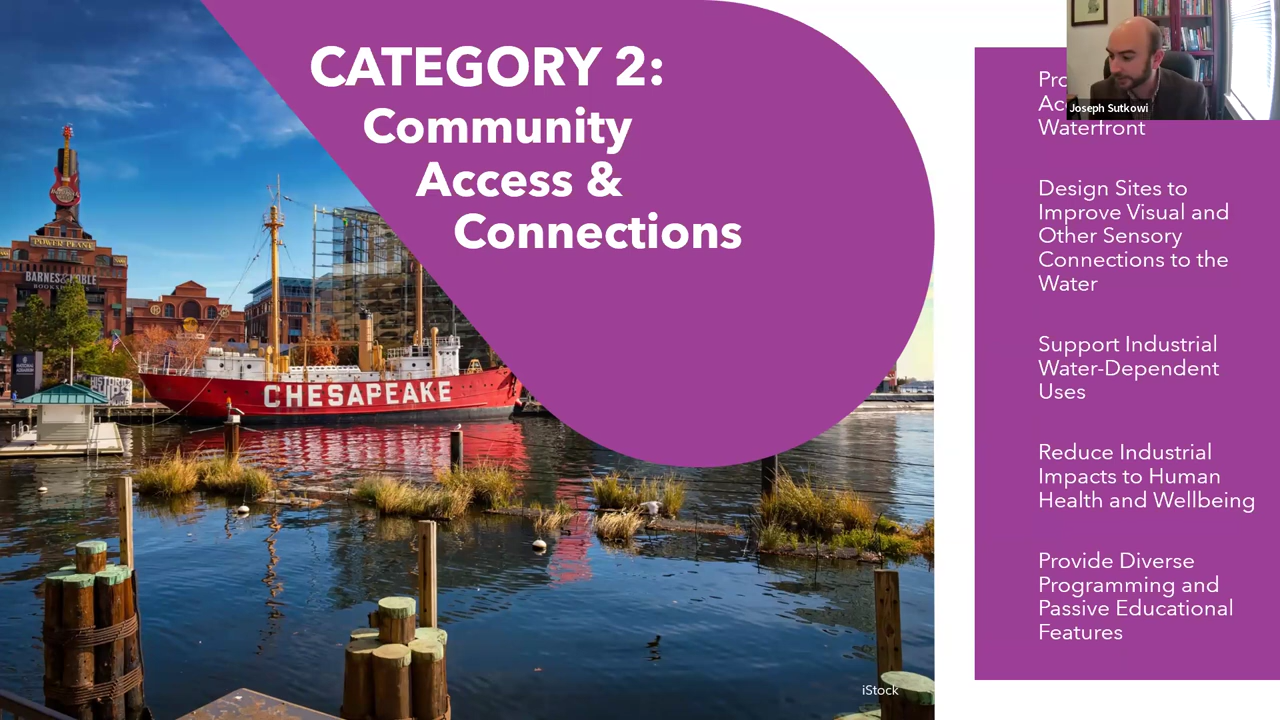 CATEGORY 2:
Community
Access &
Connections
Joseph Sutkowi
Waterfront
Design Sites to
Improve Visual and
Other Sensory
Connections to the
Water
Support Industrial
Water-Dependent
Uses
Reduce Industrial
Impacts to Human
Health and Wellbeing
Provide Diverse
Programming and
Passive Educational
Features
POWER PLANT
BARNES & NOBLE
CHESAPEAKE
iStock